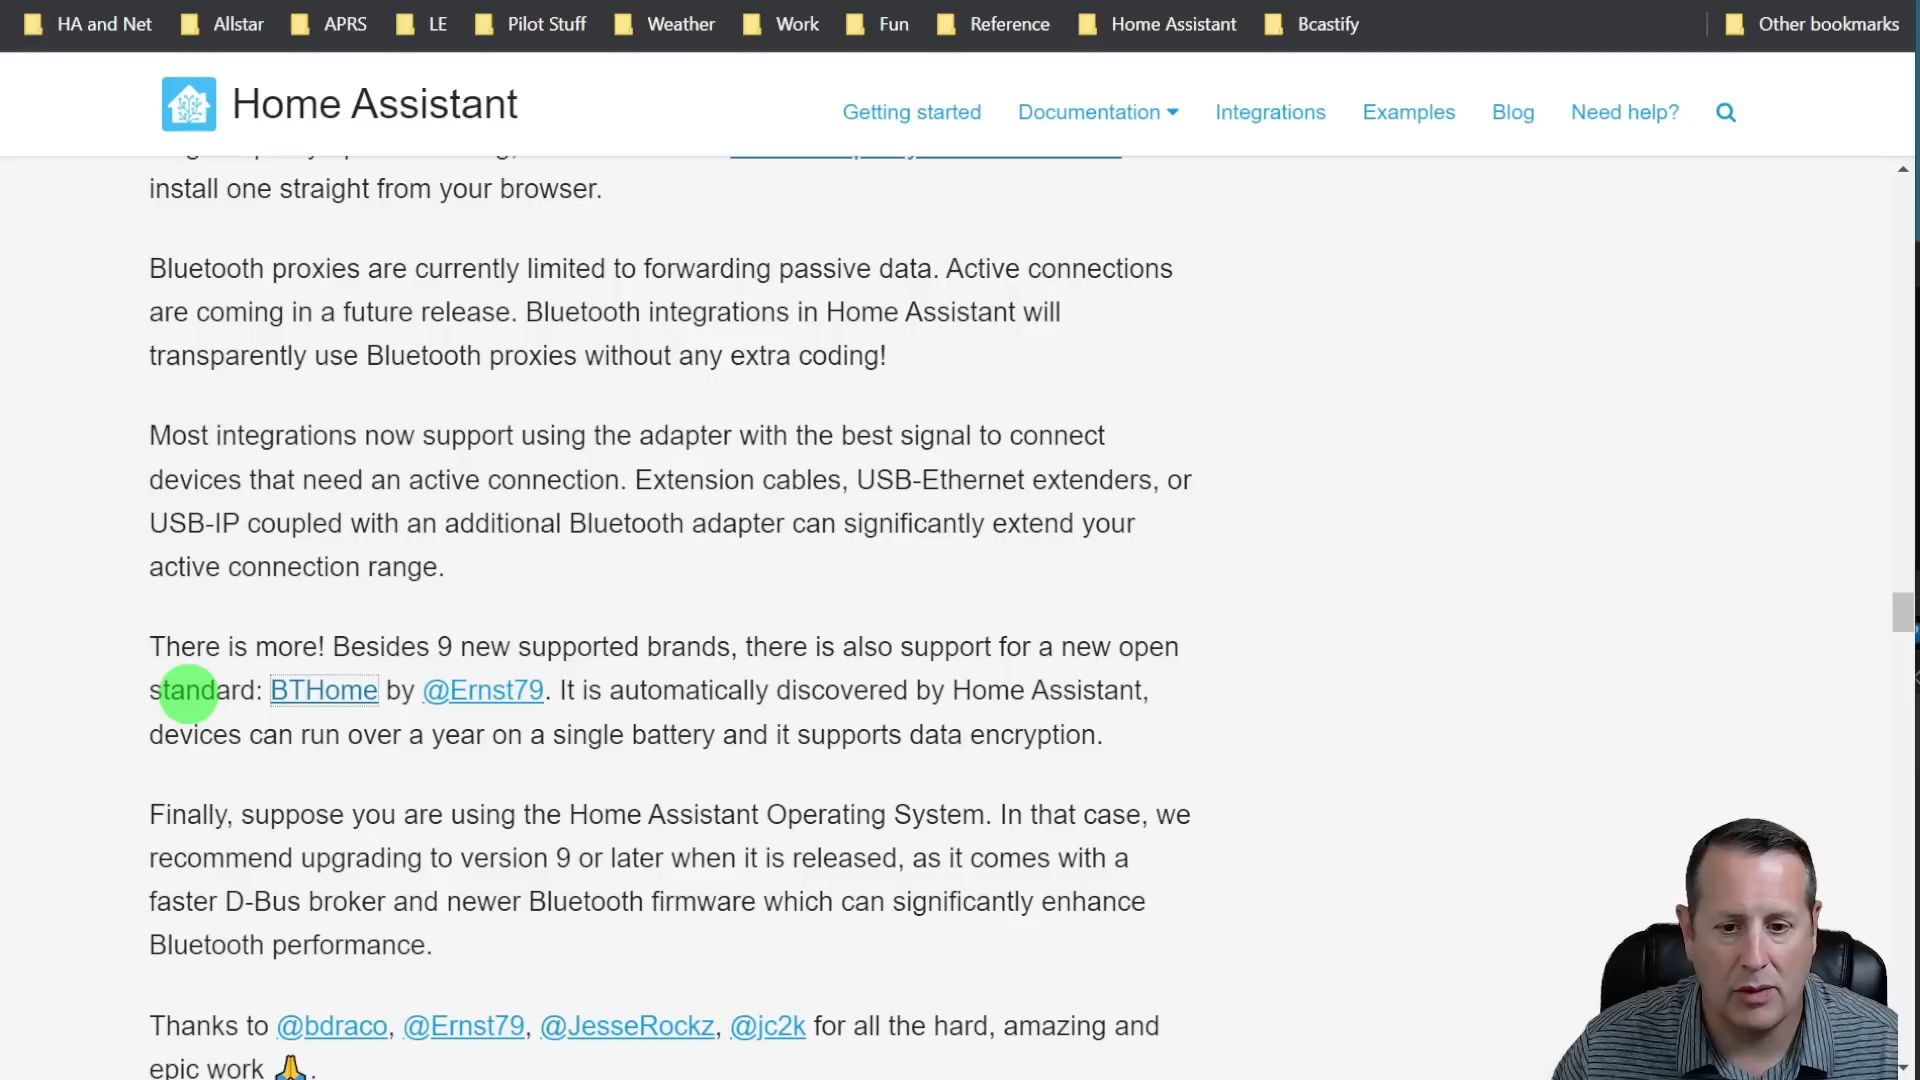 HA and Net Allstar APRS LE Pilot Stuff Weather Work Fun Reference Home Assistant Bcastify Other bookmarks
Home Assistant
Getting started Documentation Integrations Examples Blog Need help?
install one straight from your browser.
Bluetooth proxies are currently limited to forwarding passive data. Active connections
are coming in a future release. Bluetooth integrations in Home Assistant will
transparently use Bluetooth proxies without any extra coding!
Most integrations now support using the adapter with the best signal to connect
devices that need an active connection. Extension cables, USB-Ethernet extenders, or
USB-IP coupled with an additional Bluetooth adapter can significantly extend your
active connection range.
There is more! Besides 9 new supported brands, there is also support for a new open
standard: BTHome by @Ernst79. It is automatically discovered by Home Assistant,
devices can run over a year on a single battery and it supports data encryption.
Finally, suppose you are using the Home Assistant Operating System. In that case, we
recommend upgrading to version 9 or later when it is released, as it comes with a
faster D-Bus broker and newer Bluetooth firmware which can significantly enhance
Bluetooth performance.
Thanks to @bdraco, @Ernst79, @JesseRockz, @jc2k for all the hard, amazing and
epic work 🙏.